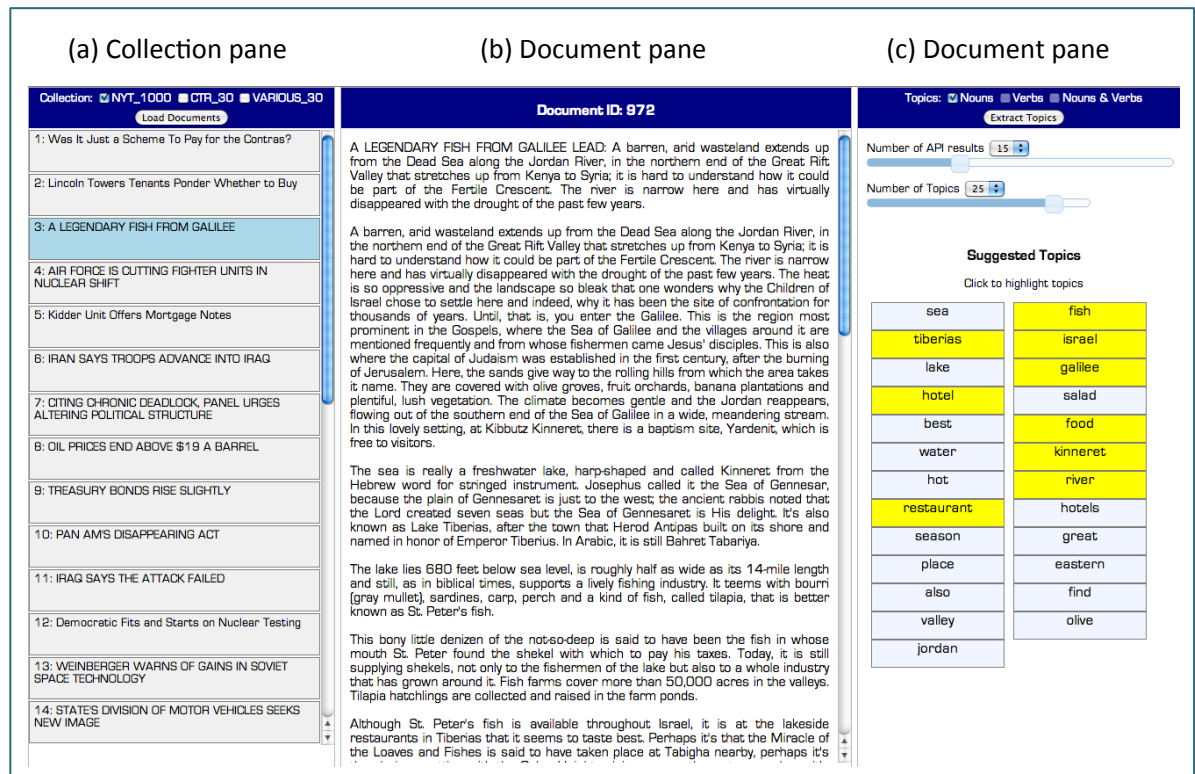 (a) Collection pane
(b) Document pane
(c) Document pane
Collection: NYT_1000 CTR_30 VARIOUS_30
Load Documents
1: Was It Just a Scheme To Pay for the Contras?
2: Lincoln Towers Tenants Ponder Whether to Buy
3: A LEGENDARY FISH FROM GALILEE
4: AIR FORCE IS CUTTING FIGHTER UNITS IN
NUCLEAR SHIFT
5: Kidder Unit Offers Mortgage Notes
6: IRAN SAYS TROOPS ADVANCE INTO IRAQ
7: CITING CHRONIC DEADLOCK, PANEL URGES
ALTERING POLITICAL STRUCTURE
8: OIL PRICES END ABOVE $19 A BARREL
9: TREASURY BONDS RISE SLIGHTLY
10: PAN AM'S DISAPPEARING ACT
11: IRAQ SAYS THE ATTACK FAILED
12: Democratic Fits and Starts on Nuclear Testing
13: WEINBERGER WARNS OF GAINS IN SOVIET
SPACE TECHNOLOGY
14: STATE'S DIVISION OF MOTOR VEHICLES SEEKS
NEW IMAGE
Document ID: 972
A LEGENDARY FISH FROM GALILEE LEAD: A barren, arid wasteland extends up
from the Dead Sea along the Jordan River, in the northern end of the Great Rift
Valley that stretches up from Kenya to Syria; it is hard to understand how it could
be part of the Fertile Crescent. The river is narrow here and has virtually
disappeared with the drought of the past few years.
A barren, arid wasteland extends up from the Dead Sea along the Jordan River, in
the northern end of the Great Rift Valley that stretches up from Kenya to Syria; it is
hard to understand how it could be part of the Fertile Crescent. The river is narrow
here and has virtually disappeared with the drought of the past few years. The heat
is so oppressive and the landscape so bleak that one wonders why the Children of
Israel chose to settle here and indeed, why it has been the site of confrontation for
thousands of years. Until, that is, you enter the Galilee. This is the region most
prominent in the Gospels, where the Sea of Galilee and the villages around it are
mentioned frequently and from whose fishermen came Jesus' disciples. This is also
where the capital of Judaism was established in the first century, after the burning
of Jerusalem. Here, the sands give way to the rolling hills from which the area takes
it name. They are covered with olive groves, fruit orchards, banana plantations and
plentiful, lush vegetation. The climate becomes gentle and the Jordan reappears,
flowing out of the southern end of the Sea of Galilee in a wide, meandering stream.
In this lovely setting, at Kibbutz Kinneret, there is a baptism site, Yardenit, which is
free to visitors.
The sea is really a freshwater lake, harp-shaped and called Kinneret from the
Hebrew word for stringed instrument. Josephus called it the Sea of Gennesar,
because the plain of Gennesaret is just to the west; the ancient rabbis noted that
the Lord created seven seas but the Sea of Gennesaret is His delight. It's also
known as Lake Tiberias, after the town that Herod Antipas built on its shore and
named in honor of Emperor Tiberius. In Arabic, it is still Bahret Tabariya.
The lake lies 680 feet below sea level, is roughly half as wide as its 14-mile length
and still, as in biblical times, supports a lively fishing industry. It teems with bourri
(gray mullet), sardines, carp, perch and a kind of fish, called tilapia, that is better
known as St. Peter's fish.
This bony little denizen of the not-so-deep is said to have been the fish in whose
mouth St. Peter found the shekel with which to pay his taxes. Today, it is still
supplying shekels, not only to the fishermen of the lake but also to a whole industry
that has grown around it. Fish farms cover more than 50,000 acres in the valleys.
Tilapia hatchlings are collected and raised in the farm ponds.
Although St. Peter's fish is available throughout Israel, it is at the lakeside
restaurants in Tiberias that it seems to taste best. Perhaps it's that the Miracle of
the Loaves and Fishes is said to have taken place at Tabigha nearby, perhaps it's
Topics: Nouns Verbs Nouns & Verbs
Extract Topics
Number of API results 15
Number of Topics 25
Suggested Topics
Click to highlight topics
sea fish
tiberias israel
lake galilee
hotel salad
best food
water kinneret
hot river
restaurant hotels
season great
place eastern
also find
valley olive
jordan